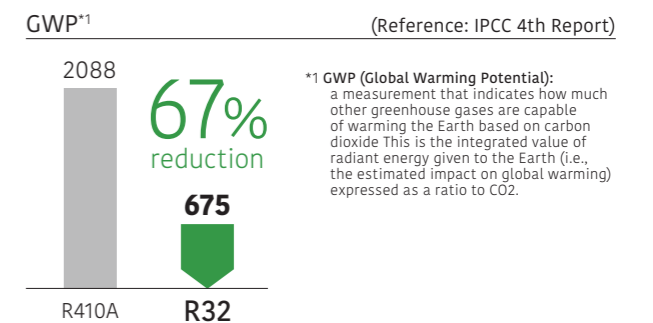 GWP*1 (Reference: IPCC 4th Report)
2088
67%
reduction
675
R410A R32
*1 GWP (Global Warming Potential):
a measurement that indicates how much
other greenhouse gases are capable
of warming the Earth based on carbon
dioxide This is the integrated value of
radiant energy given to the Earth (i.e.,
the estimated impact on global warming)
expressed as a ratio to CO2.